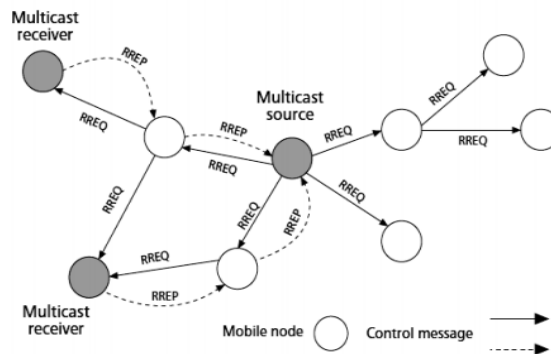 Multicast
receiver
RREP
RREQ
RREP
RREQ
Multicast
source
RREQ
RREQ
RREQ
RREQ
RREQ
RREQ
RREP
RREQ
RREP
Multicast
receiver
Mobile node
Control message